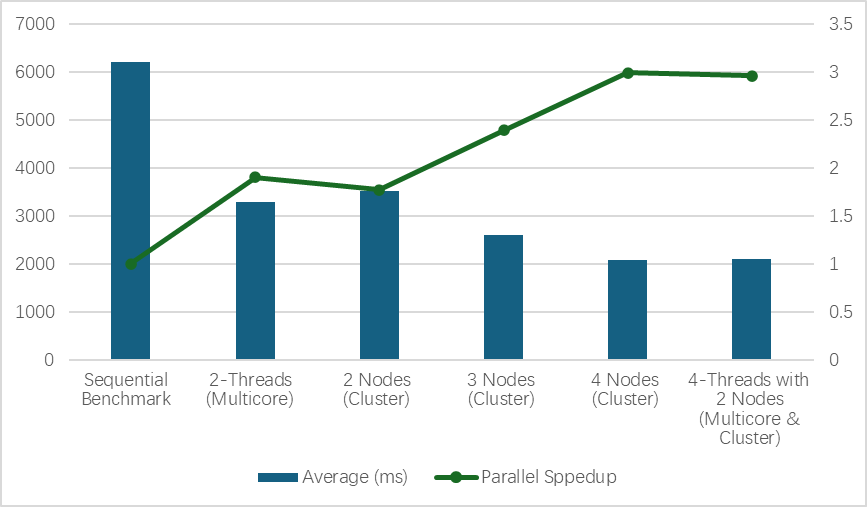 7000
6000
5000
4000
3000
2000
1000
0
3.5
3
2.5
2
1.5
1
0.5
0
Sequential
Benchmark
2-Threads
(Multicore)
2 Nodes
(Cluster)
3 Nodes
(Cluster)
4 Nodes
(Cluster)
4-Threads with
2 Nodes
(Multicore &
Cluster)
Average (ms)
Parallel Sppedup